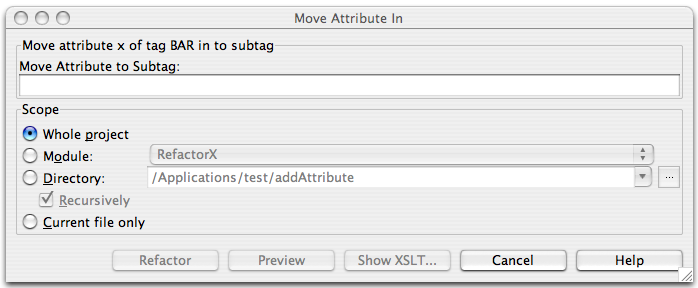 Move Attribute In
Move attribute x of tag BAR in to subtag
Move Attribute to Subtag:
Scope
Whole project
Module: RefactorX
Directory: /Applications/test/addAttribute ...
Recursively
Current file only
Refactor Preview Show XSLT... Cancel Help